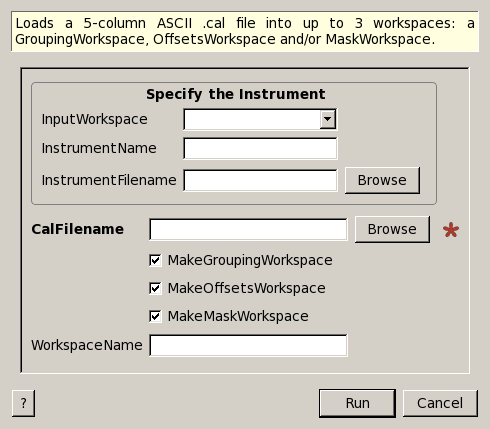 Loads a 5-column ASCII .cal file into up to 3 workspaces: a
GroupingWorkspace, OffsetsWorkspace and/or MaskWorkspace.
Specify the Instrument
InputWorkspace
InstrumentName
InstrumentFilename Browse
CalFilename Browse *
MakeGroupingWorkspace
MakeOffsetsWorkspace
MakeMaskWorkspace
WorkspaceName
? Run Cancel